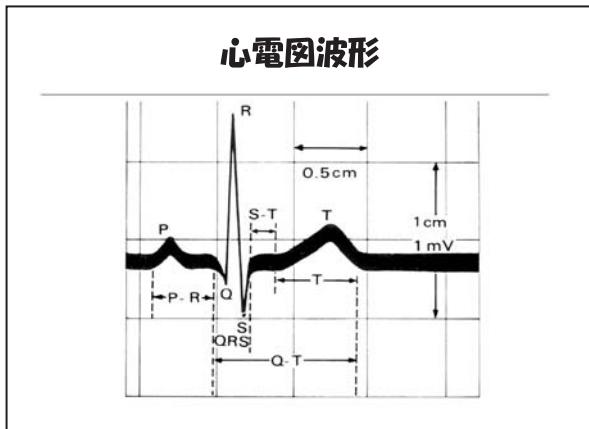 心電図波形
R
0.5cm
P
S-T
T
1cm
1mV
Q
P-R
T
S
QRS
Q-T